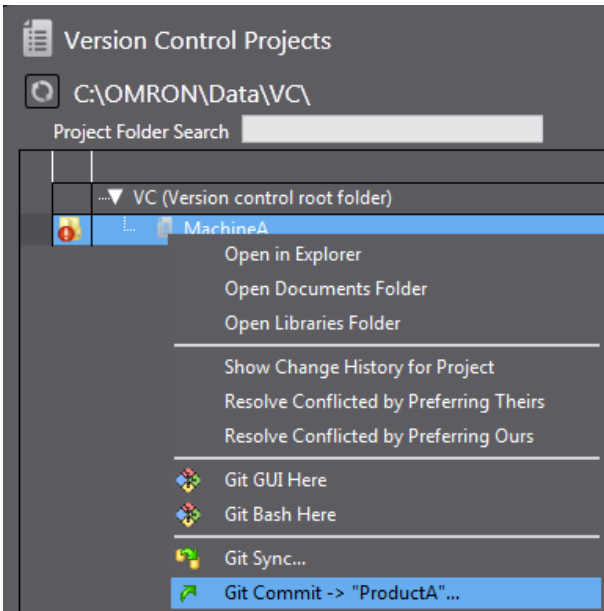 Version Control Projects
C:\OMRON\Data\VC\
Project Folder Search
VC (Version control root folder)
MachineA
Open in Explorer
Open Documents Folder
Open Libraries Folder
Show Change History for Project
Resolve Conflicted by Preferring Theirs
Resolve Conflicted by Preferring Ours
Git GUI Here
Git Bash Here
Git Sync...
Git Commit -> "ProductA"...